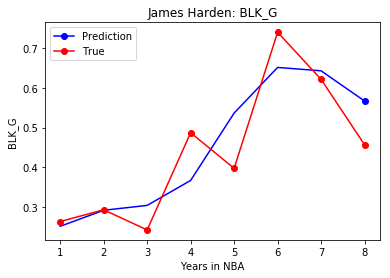 James Harden: BLK_G
Prediction
True
BLK_G
0.7
0.6
0.5
0.4
0.3
1 2 3 4 5 6 7 8
Years in NBA